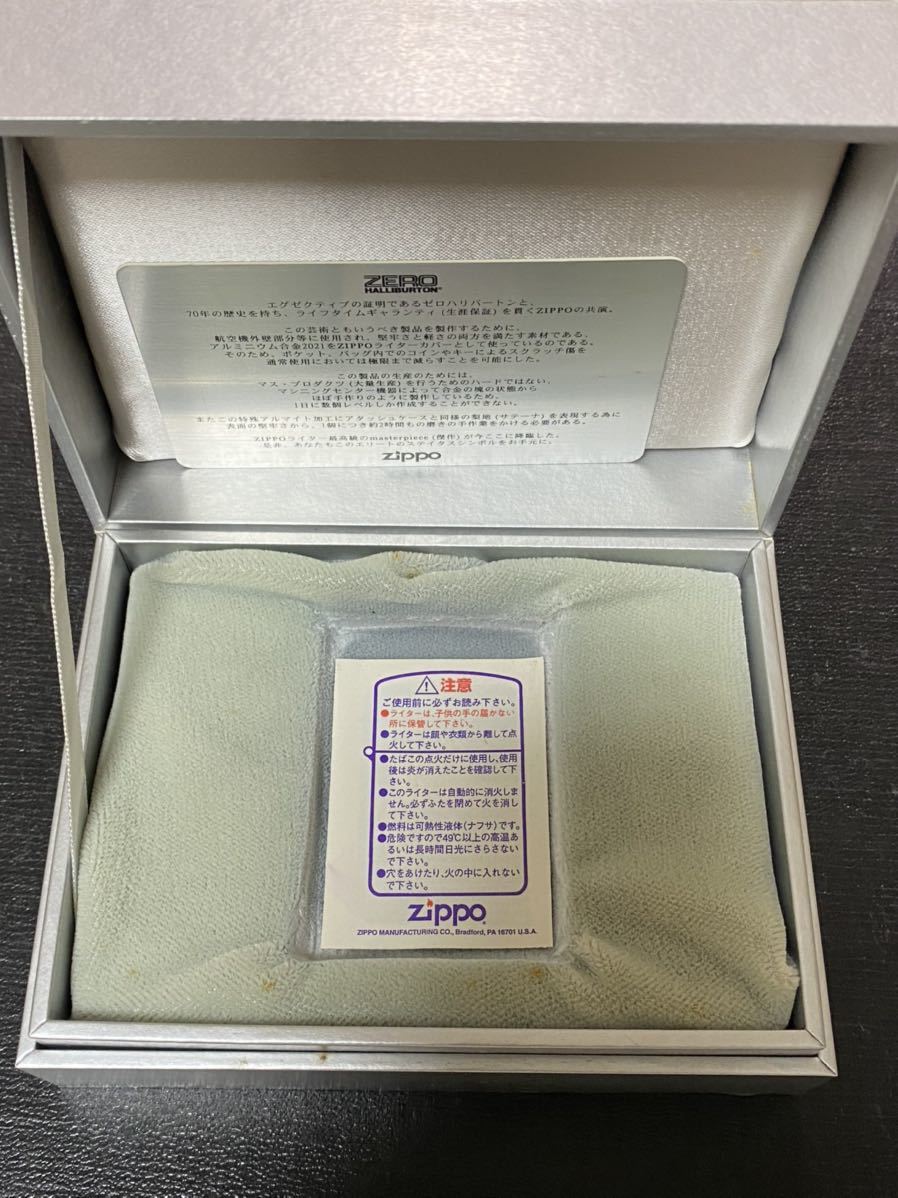 ZERO
HALLIBURTON®
エグゼクティブの証明であるゼロハリバートンと、
70年の歴史を持ち、ライフタイムギャランティ(生涯保証)を貫くZIPPOの共演。
この芸術ともいうべき製品を製作するために、
航空機外壁部分等に使用され、堅牢さと軽さの両方を満たす素材である、
アルミニウム合金2021をZIPPOライターカバーとして使っているのである。
そのため、ポケット、バッグ内でのコインやキーによるスクラッチ傷を
通常使用においては極限まで減らすことを可能にした。
この製品の生産のためには、
マス・プロダクツ(大量生産)を行うためのハードではない、
マシニングセンター機器によって合金の塊の状態から
ほぼ手作りのように製作しているため、
1日に数個レベルしか作成することができない。
またこの特殊アルマイト加工にアタッシュケースと同様の梨地(サテーナ)を表現する為に
表面の堅牢さから、1個につき約2時間もの磨きの手作業をかける必要がある。
ZIPPOライター最高級のmasterpiece(傑作)が今ここに降臨した。
是非、あなたもこのエリートのステイタスシンボルをお手元に。
zippo
⚠注意
ご使用前に必ずお読み下さい。
●ライターは、子供の手の届かない
所に保管して下さい。
●ライターは顔や衣類から離して点
火して下さい。
●たばこの点火だけに使用し、使用
後は炎が消えたことを確認して下
さい。
●このライターは自動的に消火しま
せん。必ずふたを閉めて火を消し
て下さい。
●燃料は可熱性液体(ナフサ)です。
●危険ですので49℃以上の高温あ
るいは長時間日光にさらさない
で下さい。
●穴をあけたり、火の中に入れない
で下さい。
Zippo
ZIPPO MANUFACTURING CO., Bradford, PA 16701 U.S.A.